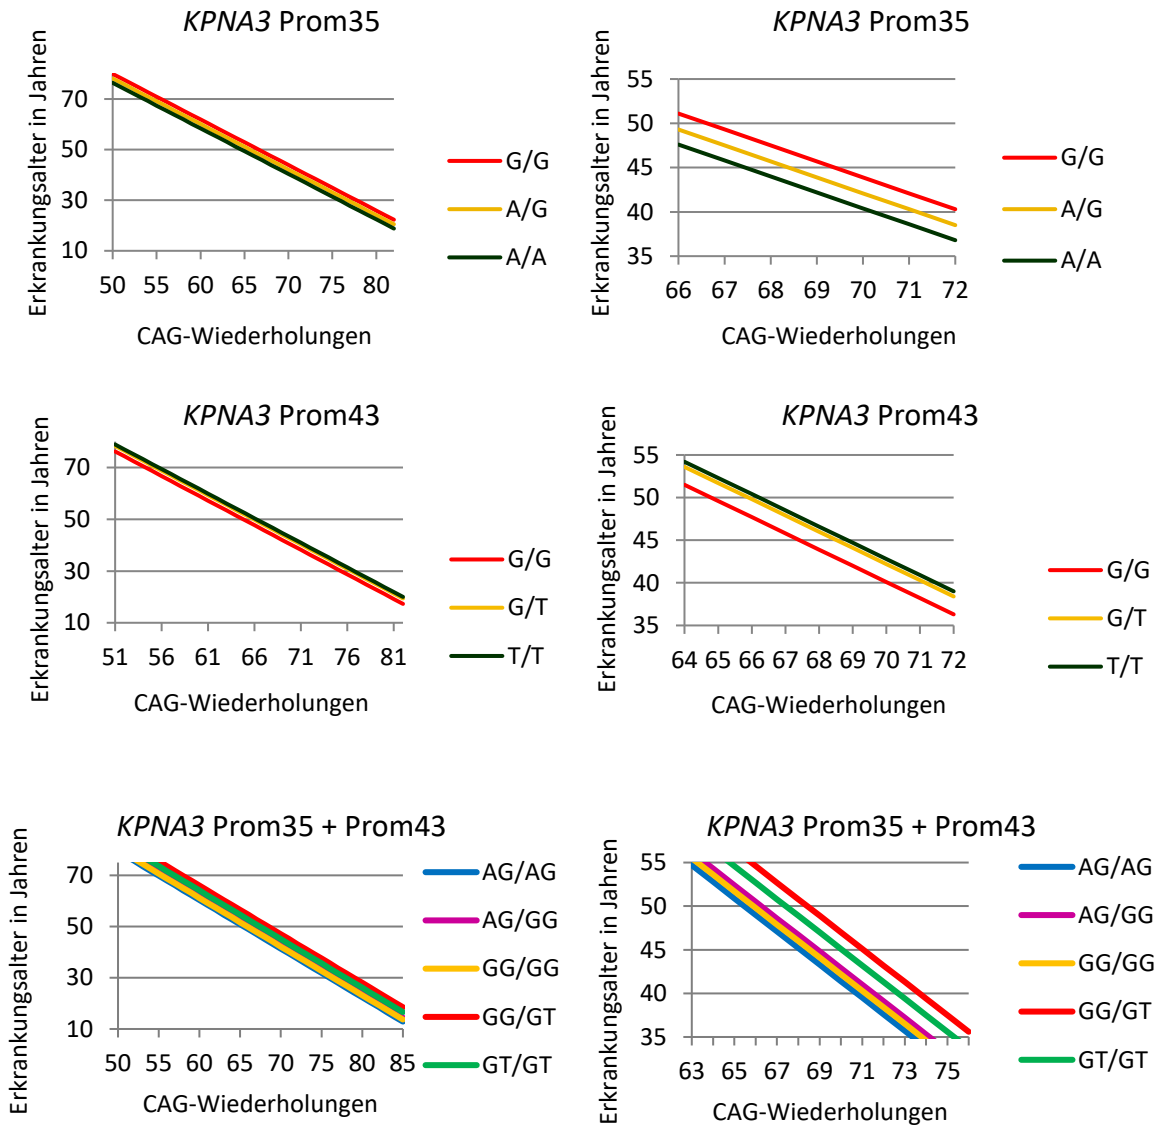 KPNA3 Prom35
Erkrankungsalter in Jahren
70
50
30
10
50 55 60 65 70 75 80
CAG-Wiederholungen
G/G
A/G
A/A
KPNA3 Prom35
Erkrankungsalter in Jahren
55
50
45
40
35
66 67 68 69 70 71 72
CAG-Wiederholungen
G/G
A/G
A/A
KPNA3 Prom43
Erkrankungsalter in Jahren
70
50
30
10
51 56 61 66 71 76 81
CAG-Wiederholungen
G/G
G/T
T/T
KPNA3 Prom43
Erkrankungsalter in Jahren
55
50
45
40
35
64 65 66 67 68 69 70 71 72
CAG-Wiederholungen
G/G
G/T
T/T
KPNA3 Prom35 + Prom43
Erkrankungsalter in Jahren
70
50
30
10
50 55 60 65 70 75 80 85
CAG-Wiederholungen
AG/AG
AG/GG
GG/GG
GG/GT
GT/GT
KPNA3 Prom35 + Prom43
Erkrankungsalter in Jahren
55
50
45
40
35
63 65 67 69 71 73 75
CAG-Wiederholungen
AG/AG
AG/GG
GG/GG
GG/GT
GT/GT